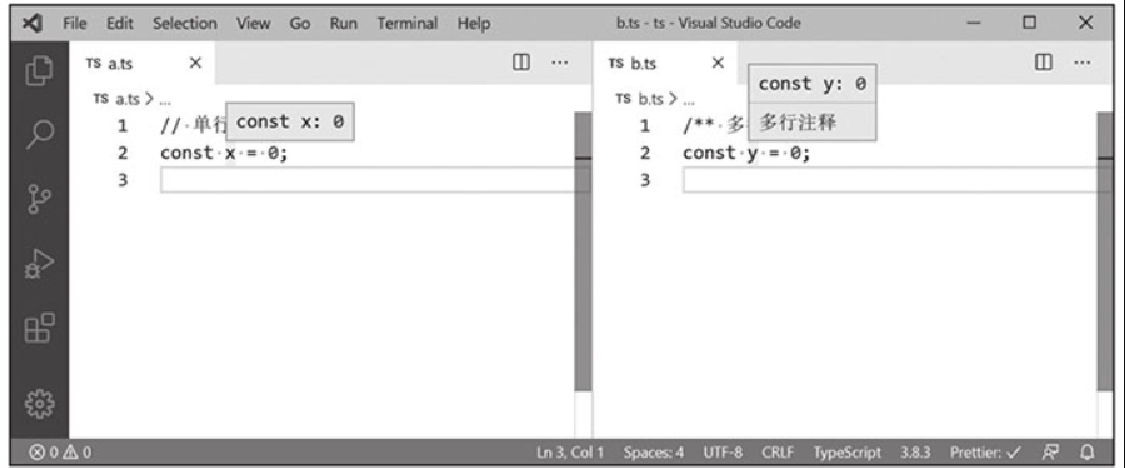 File Edit Selection View Go Run Terminal Help b.ts - ts - Visual Studio Code
TS a.ts
TS a.ts > ...
const x: 0
1 // 单行
2 const x = 0;
3
TS b.ts
TS b.ts > ...
const y: 0
多行注释
1 /** 多
2 const y = 0;
3
0 0 Ln 3, Col 1 Spaces: 4 UTF-8 CRLF TypeScript 3.8.3 Prettier: ✓